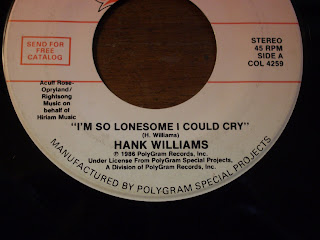 SEND FOR
FREE
CATALOG
STEREO
45 RPM
SIDE A
COL 4259
Acuff Rose-
Opryland/
Rightsong
Music on
behalf of
Hiriam Music
"I'M SO LONESOME I COULD CRY"
(H. Williams)
HANK WILLIAMS
℗ 1986 PolyGram Records, Inc.
Under License From PolyGram Special Projects,
A Division of PolyGram Records, Inc.
MANUFACTURED BY POLYGRAM SPECIAL PROJECTS